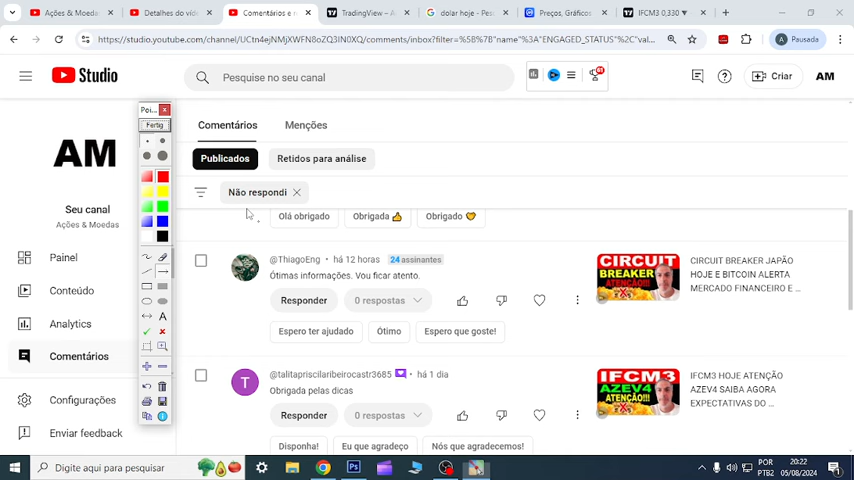 Ações & Moedas
Detalhes do víd
Comentários e m
TradingView – A
dolar hoje - Pes
Preços, Gráficos
IFCM3 0,330 ▼
https://studio.youtube.com/channel/UCtn4ejNMjXWFN8oZQ3IN0XQ/comments/inbox?filter=%5B%7B"name"%3A"ENGAGED_STATUS"%2C"val...
Pausada
Studio
Pesquise no seu canal
Criar
AM
Poi...
Fertig
Comentários
Menções
Publicados
Retidos para análise
Não respondi
AM
Seu canal
Ações & Moedas
Painel
Conteúdo
Analytics
Comentários
Configurações
Enviar feedback
Olá obrigado
Obrigada
Obrigado
@ThiagoEng • há 12 horas 24 assinantes
Ótimas informações. Vou ficar atento.
Responder
0 respostas
Espero ter ajudado
Ótimo
Espero que goste!
CIRCUIT
BREAKER
ATENÇÃO!!!
CIRCUIT BREAKER JAPÃO
HOJE E BITCOIN ALERTA
MERCADO FINANCEIRO E ...
T
@talitapriscilaribeirocastr3685 • há 1 dia
Obrigada pelas dicas
Responder
0 respostas
Disponha!
Eu que agradeço
Nós que agradecemos!
IFCM3
AZEV4
ATENÇÃO!!!
IFCM3 HOJE ATENÇÃO
AZEV4 SAIBA AGORA
EXPECTATIVAS DO ...
Digite aqui para pesquisar
POR
PTB2
20:22
05/08/2024